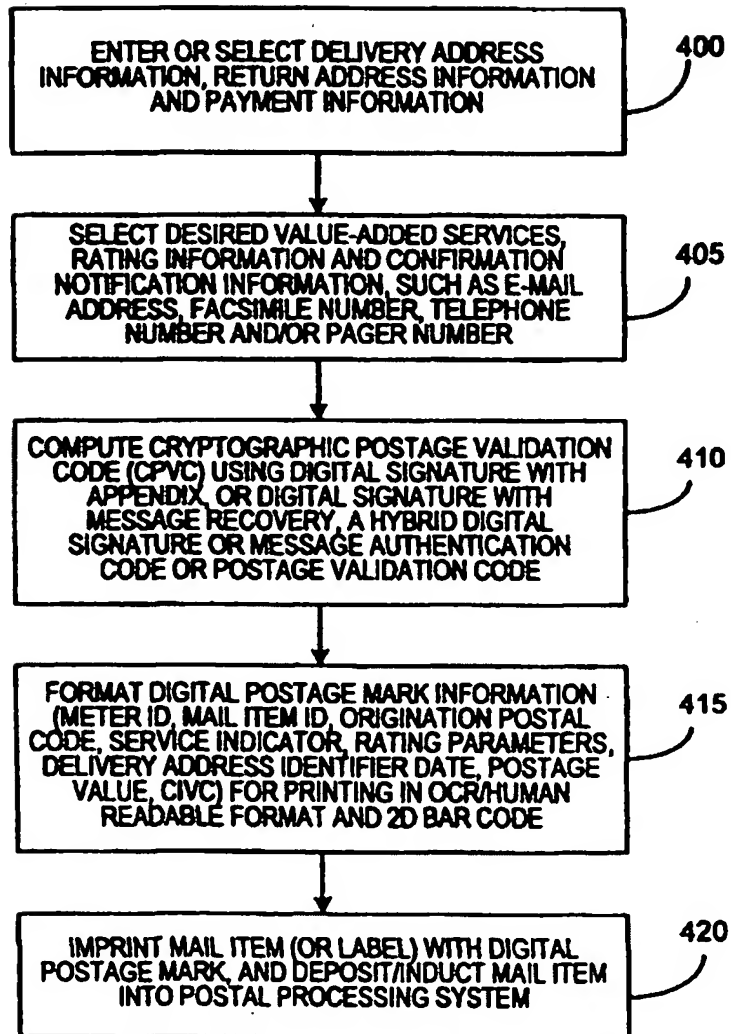 ENTER OR SELECT DELIVERY ADDRESS
INFORMATION, RETURN ADDRESS INFORMATION
AND PAYMENT INFORMATION
400
SELECT DESIRED VALUE-ADDED SERVICES,
RATING INFORMATION AND CONFIRMATION
NOTIFICATION INFORMATION, SUCH AS E-MAIL
ADDRESS, FACSIMILE NUMBER, TELEPHONE
NUMBER AND/OR PAGER NUMBER
405
COMPUTE CRYPTOGRAPHIC POSTAGE VALIDATION
CODE (CPVC) USING DIGITAL SIGNATURE WITH
APPENDIX, OR DIGITAL SIGNATURE WITH
MESSAGE RECOVERY, A HYBRID DIGITAL
SIGNATURE OR MESSAGE AUTHENTICATION
CODE OR POSTAGE VALIDATION CODE
410
FORMAT DIGITAL POSTAGE MARK INFORMATION
(METER ID, MAIL ITEM ID, ORIGINATION POSTAL
CODE, SERVICE INDICATOR, RATING PARAMETERS,
DELIVERY ADDRESS IDENTIFIER DATE, POSTAGE
VALUE, CIVC) FOR PRINTING IN OCR/HUMAN
READABLE FORMAT AND 2D BAR CODE
415
IMPRINT MAIL ITEM (OR LABEL) WITH DIGITAL
POSTAGE MARK, AND DEPOSIT/INDUCT MAIL ITEM
INTO POSTAL PROCESSING SYSTEM
420